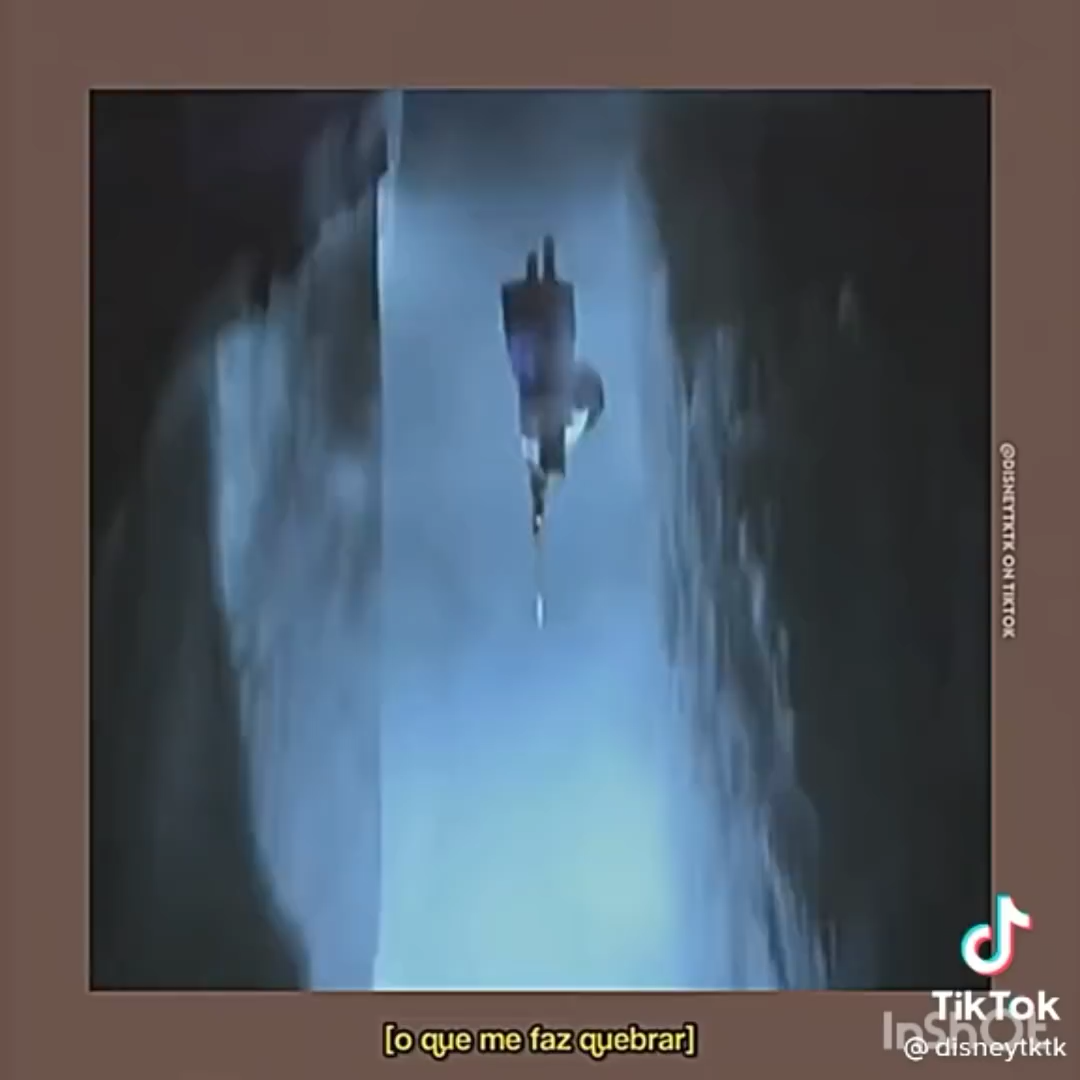 @DISNEYTKTK ON TIKTOK
TikTok
InShOt
@disneytktk
[o que me faz quebrar]